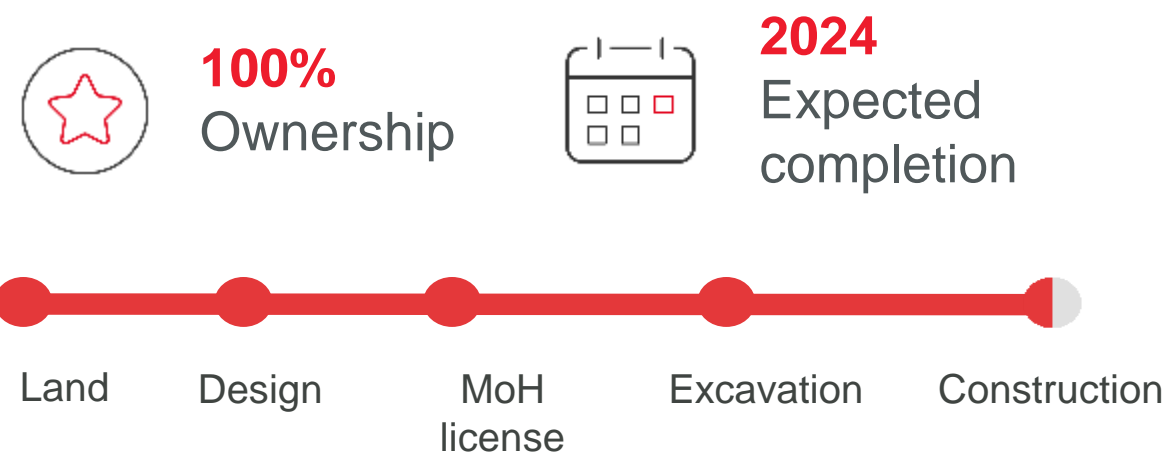 100%
Ownership
2024
Expected
completion
Land
Design
MoH
license
Excavation
Construction